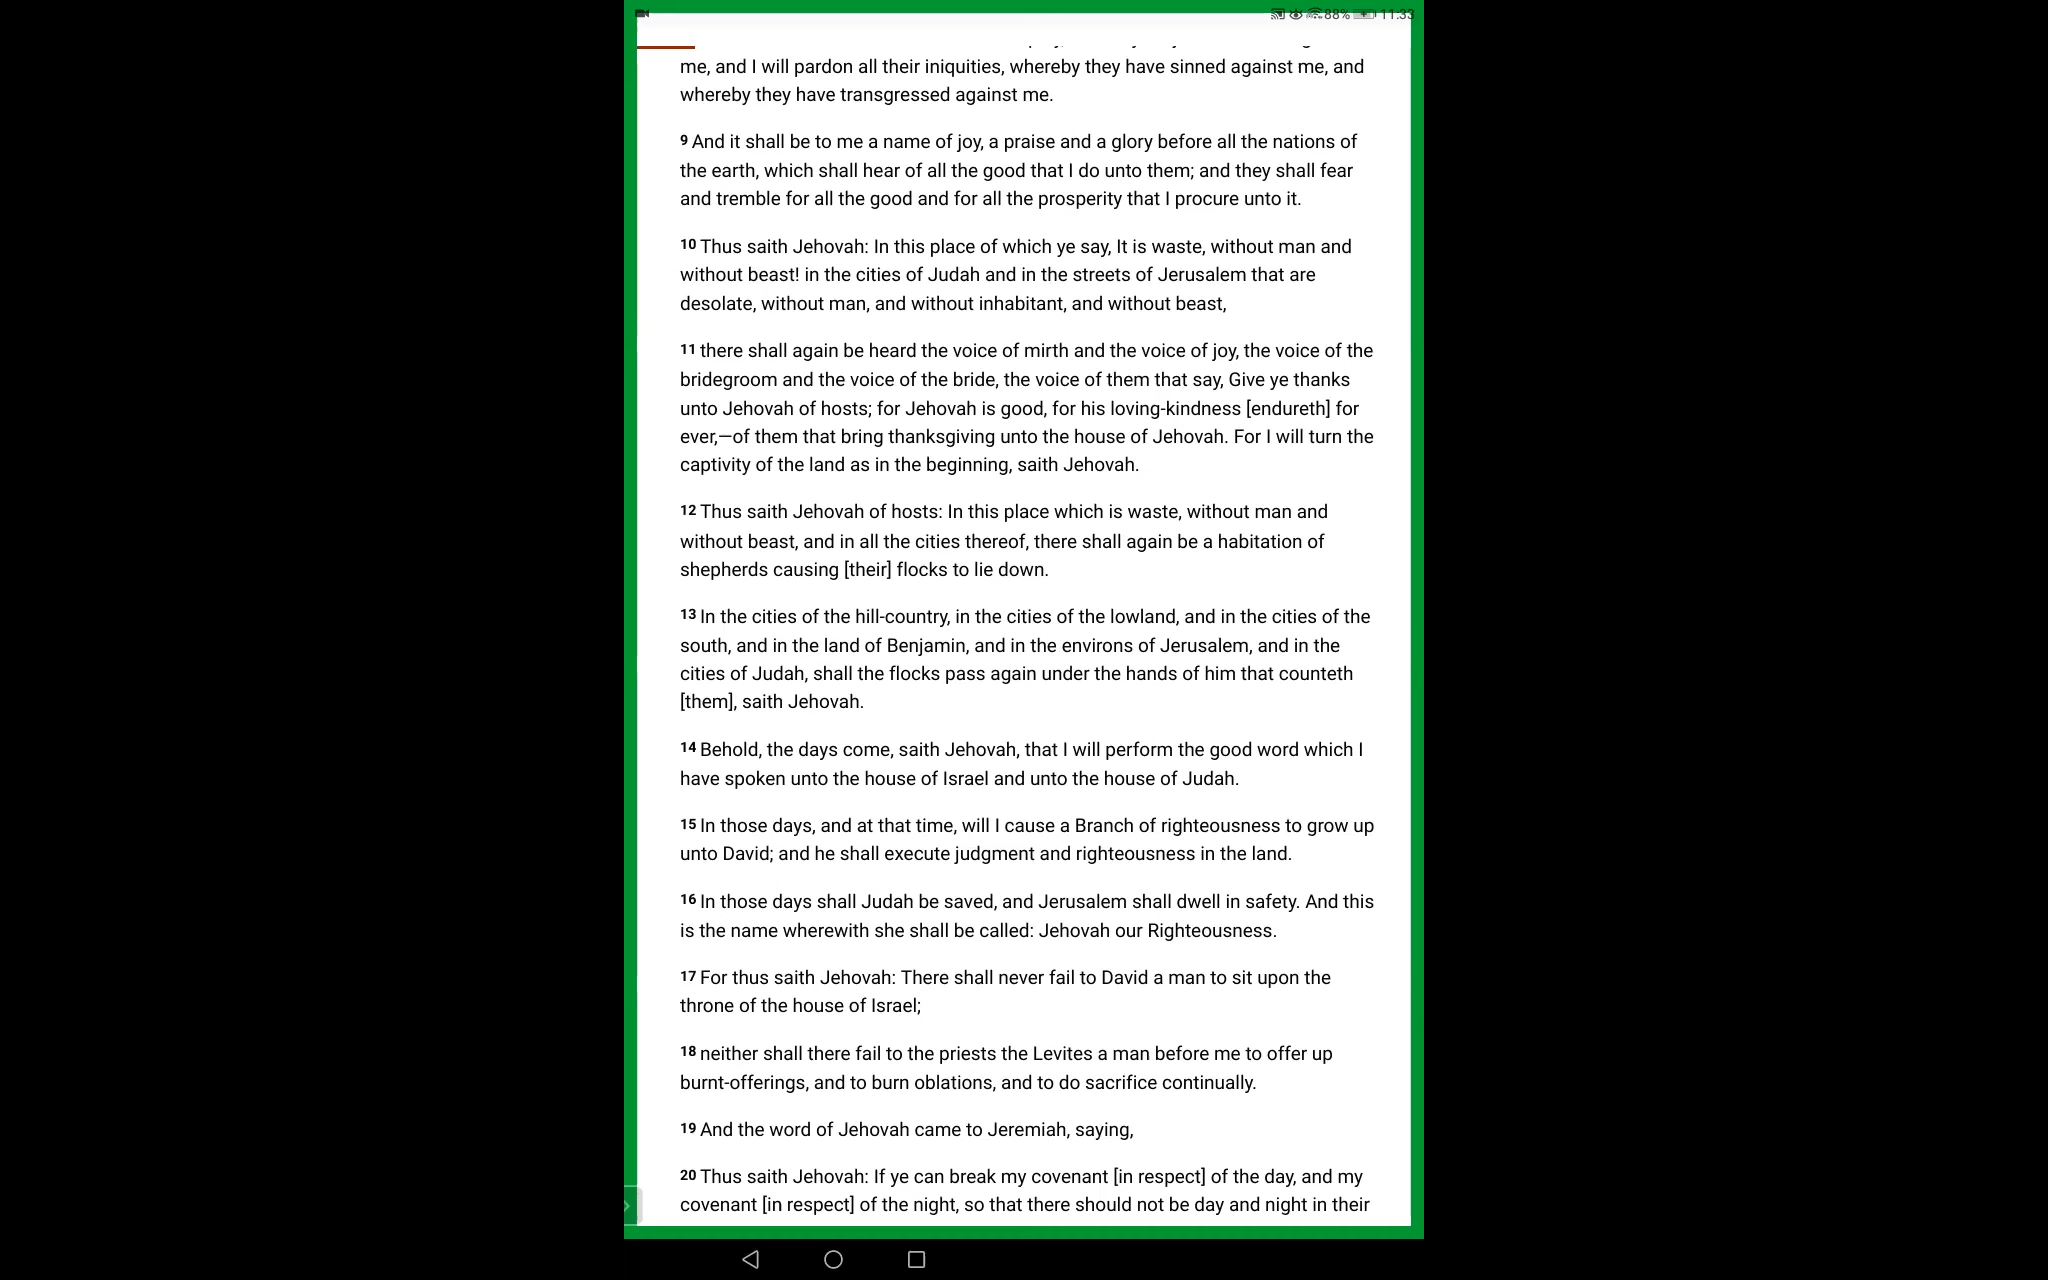 88% 11:33
me, and I will pardon all their iniquities, whereby they have sinned against me, and
whereby they have transgressed against me.
9 And it shall be to me a name of joy, a praise and a glory before all the nations of
the earth, which shall hear of all the good that I do unto them; and they shall fear
and tremble for all the good and for all the prosperity that I procure unto it.
10 Thus saith Jehovah: In this place of which ye say, It is waste, without man and
without beast! in the cities of Judah and in the streets of Jerusalem that are
desolate, without man, and without inhabitant, and without beast,
11 there shall again be heard the voice of mirth and the voice of joy, the voice of the
bridegroom and the voice of the bride, the voice of them that say, Give ye thanks
unto Jehovah of hosts; for Jehovah is good, for his loving-kindness [endureth] for
ever,—of them that bring thanksgiving unto the house of Jehovah. For I will turn the
captivity of the land as in the beginning, saith Jehovah.
12 Thus saith Jehovah of hosts: In this place which is waste, without man and
without beast, and in all the cities thereof, there shall again be a habitation of
shepherds causing [their] flocks to lie down.
13 In the cities of the hill-country, in the cities of the lowland, and in the cities of the
south, and in the land of Benjamin, and in the environs of Jerusalem, and in the
cities of Judah, shall the flocks pass again under the hands of him that counteth
[them], saith Jehovah.
14 Behold, the days come, saith Jehovah, that I will perform the good word which I
have spoken unto the house of Israel and unto the house of Judah.
15 In those days, and at that time, will I cause a Branch of righteousness to grow up
unto David; and he shall execute judgment and righteousness in the land.
16 In those days shall Judah be saved, and Jerusalem shall dwell in safety. And this
is the name wherewith she shall be called: Jehovah our Righteousness.
17 For thus saith Jehovah: There shall never fail to David a man to sit upon the
throne of the house of Israel;
18 neither shall there fail to the priests the Levites a man before me to offer up
burnt-offerings, and to burn oblations, and to do sacrifice continually.
19 And the word of Jehovah came to Jeremiah, saying,
20 Thus saith Jehovah: If ye can break my covenant [in respect] of the day, and my
covenant [in respect] of the night, so that there should not be day and night in their